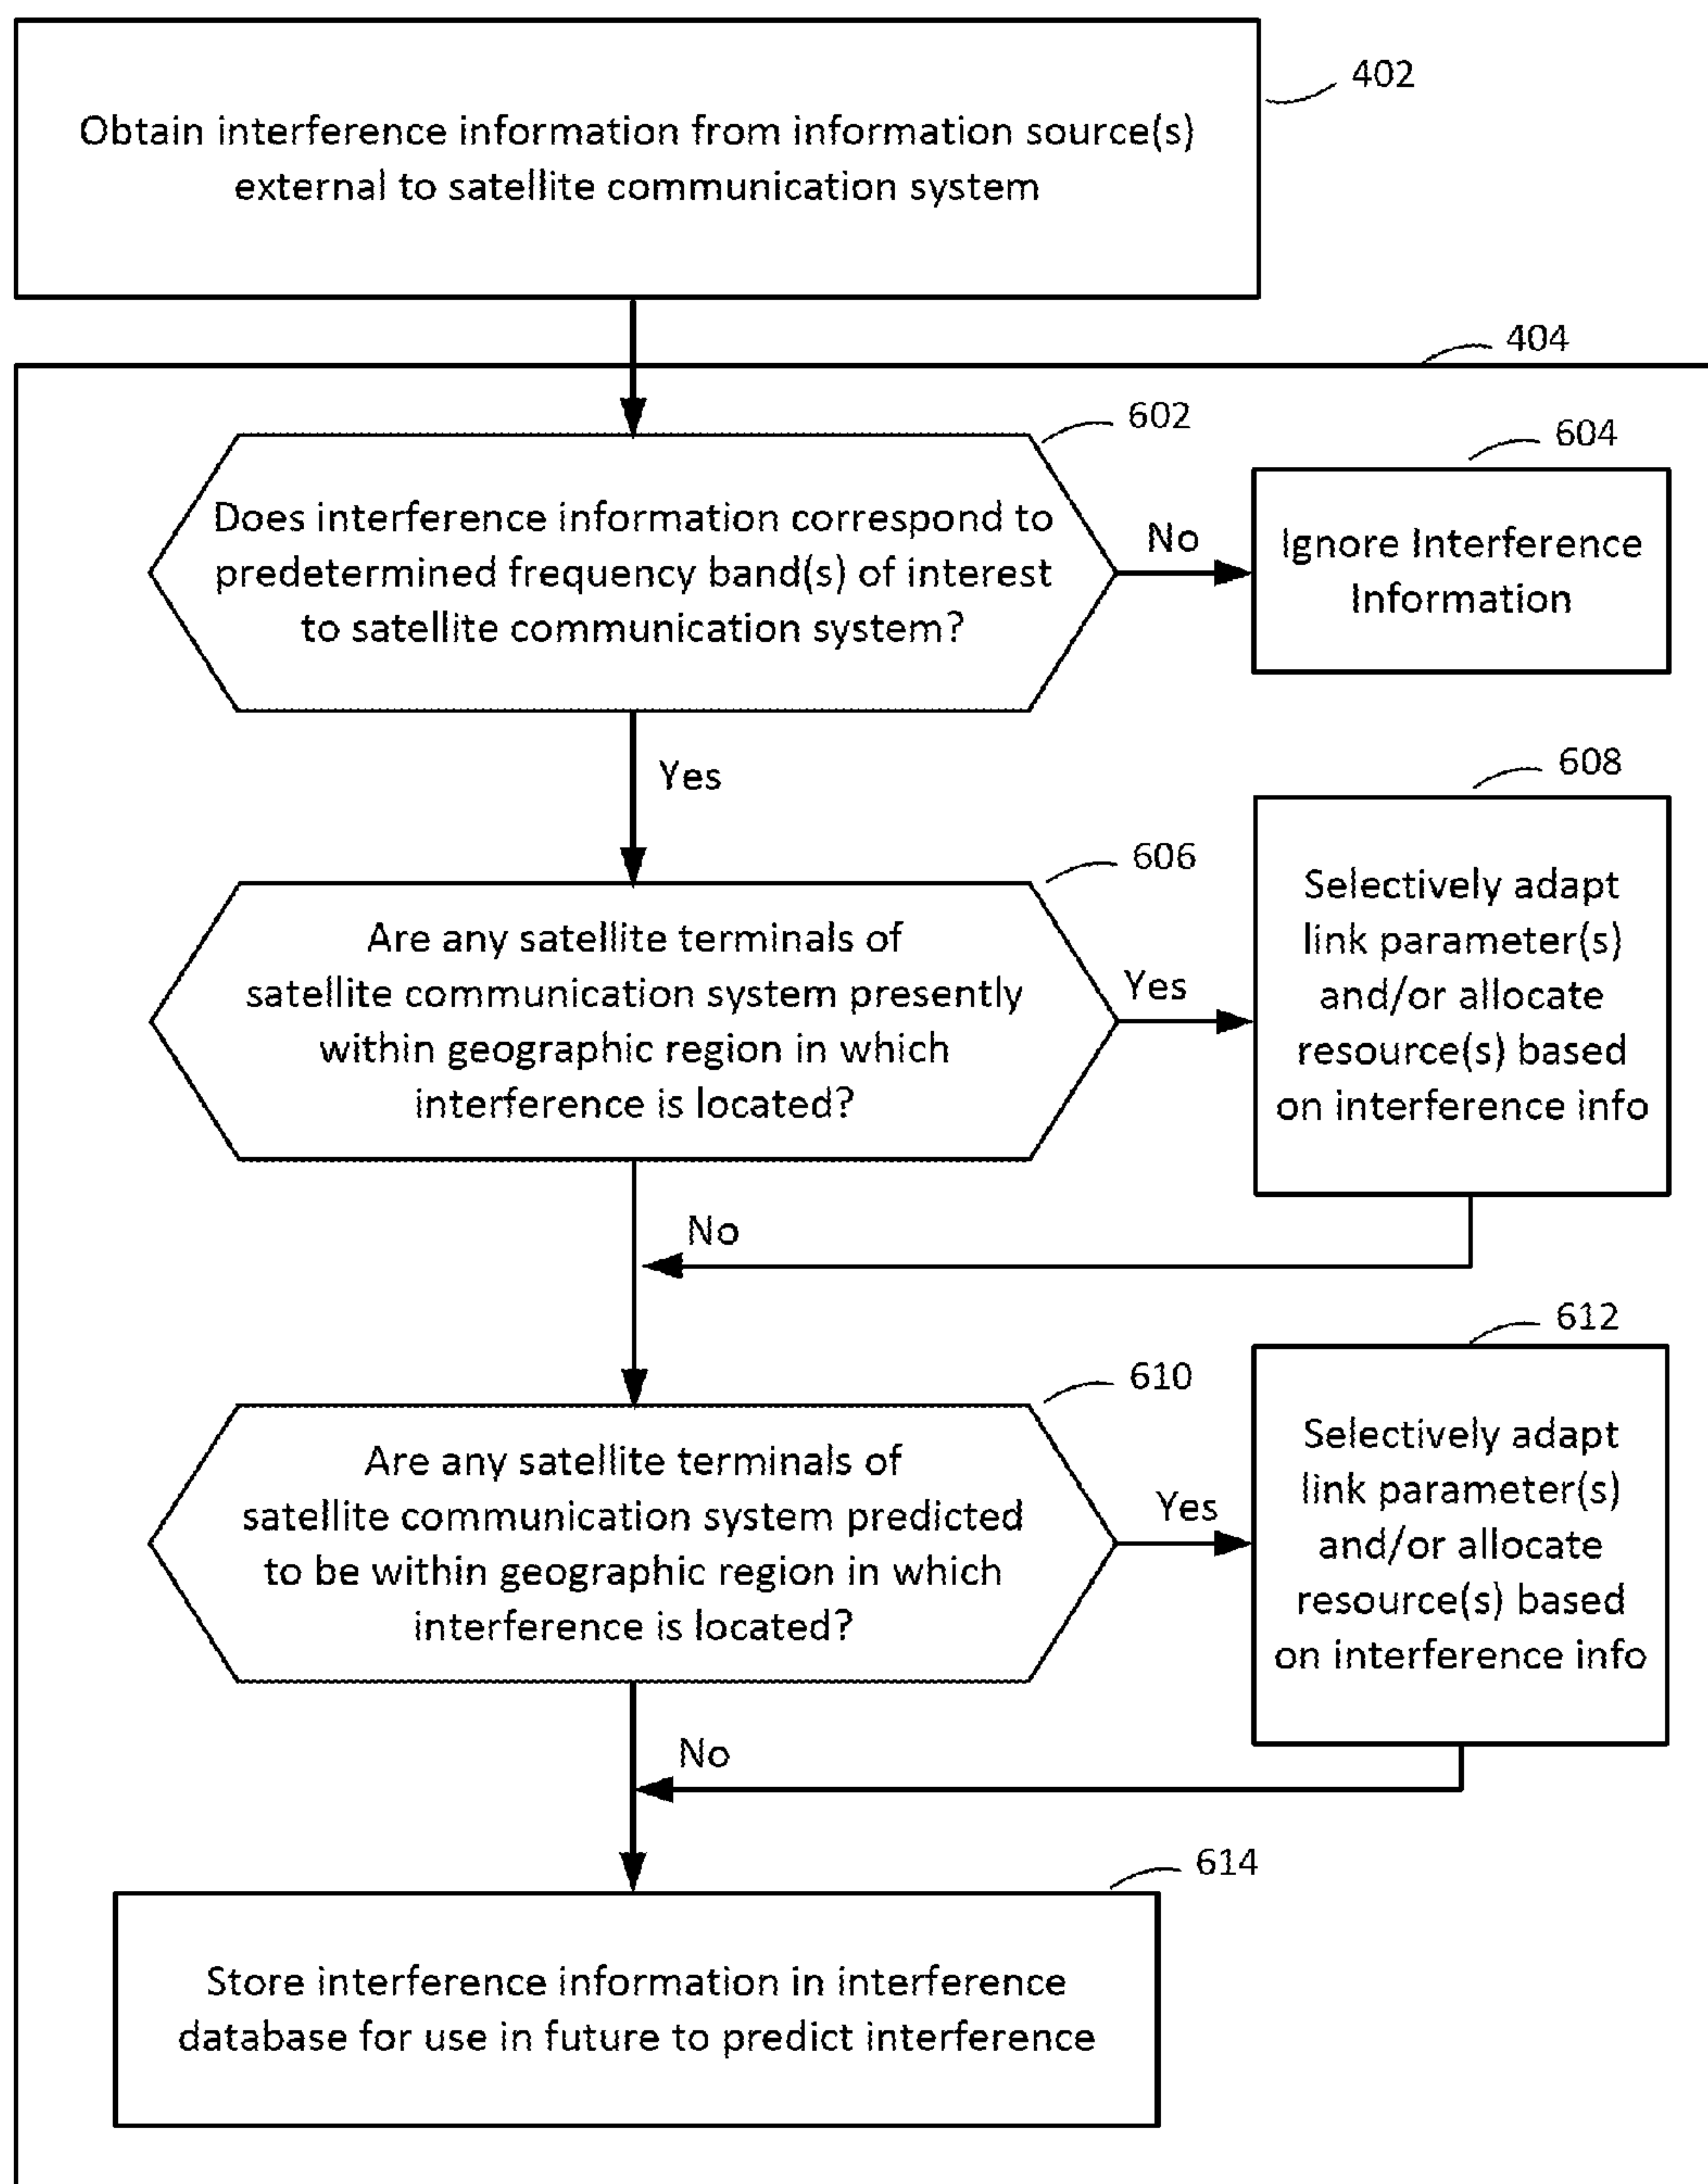 Obtain interference information from information source(s)
external to satellite communication system
402
404
602
Does interference information correspond to
predetermined frequency band(s) of interest
to satellite communication system?
No
604
Ignore Interference
Information
Yes
606
Are any satellite terminals of
satellite communication system presently
within geographic region in which
interference is located?
Yes
608
Selectively adapt
link parameter(s)
and/or allocate
resource(s) based
on interference info
No
610
Are any satellite terminals of
satellite communication system predicted
to be within geographic region in which
interference is located?
Yes
612
Selectively adapt
link parameter(s)
and/or allocate
resource(s) based
on interference info
No
614
Store interference information in interference
database for use in future to predict interference